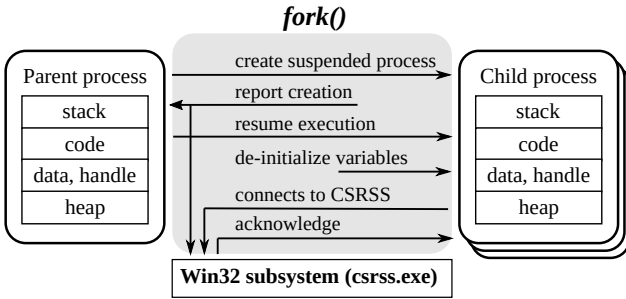 fork()
Parent process
stack
code
data, handle
heap
create suspended process
report creation
resume execution
de-initialize variables
connects to CSRSS
acknowledge
Child process
stack
code
data, handle
heap
Win32 subsystem (csrss.exe)